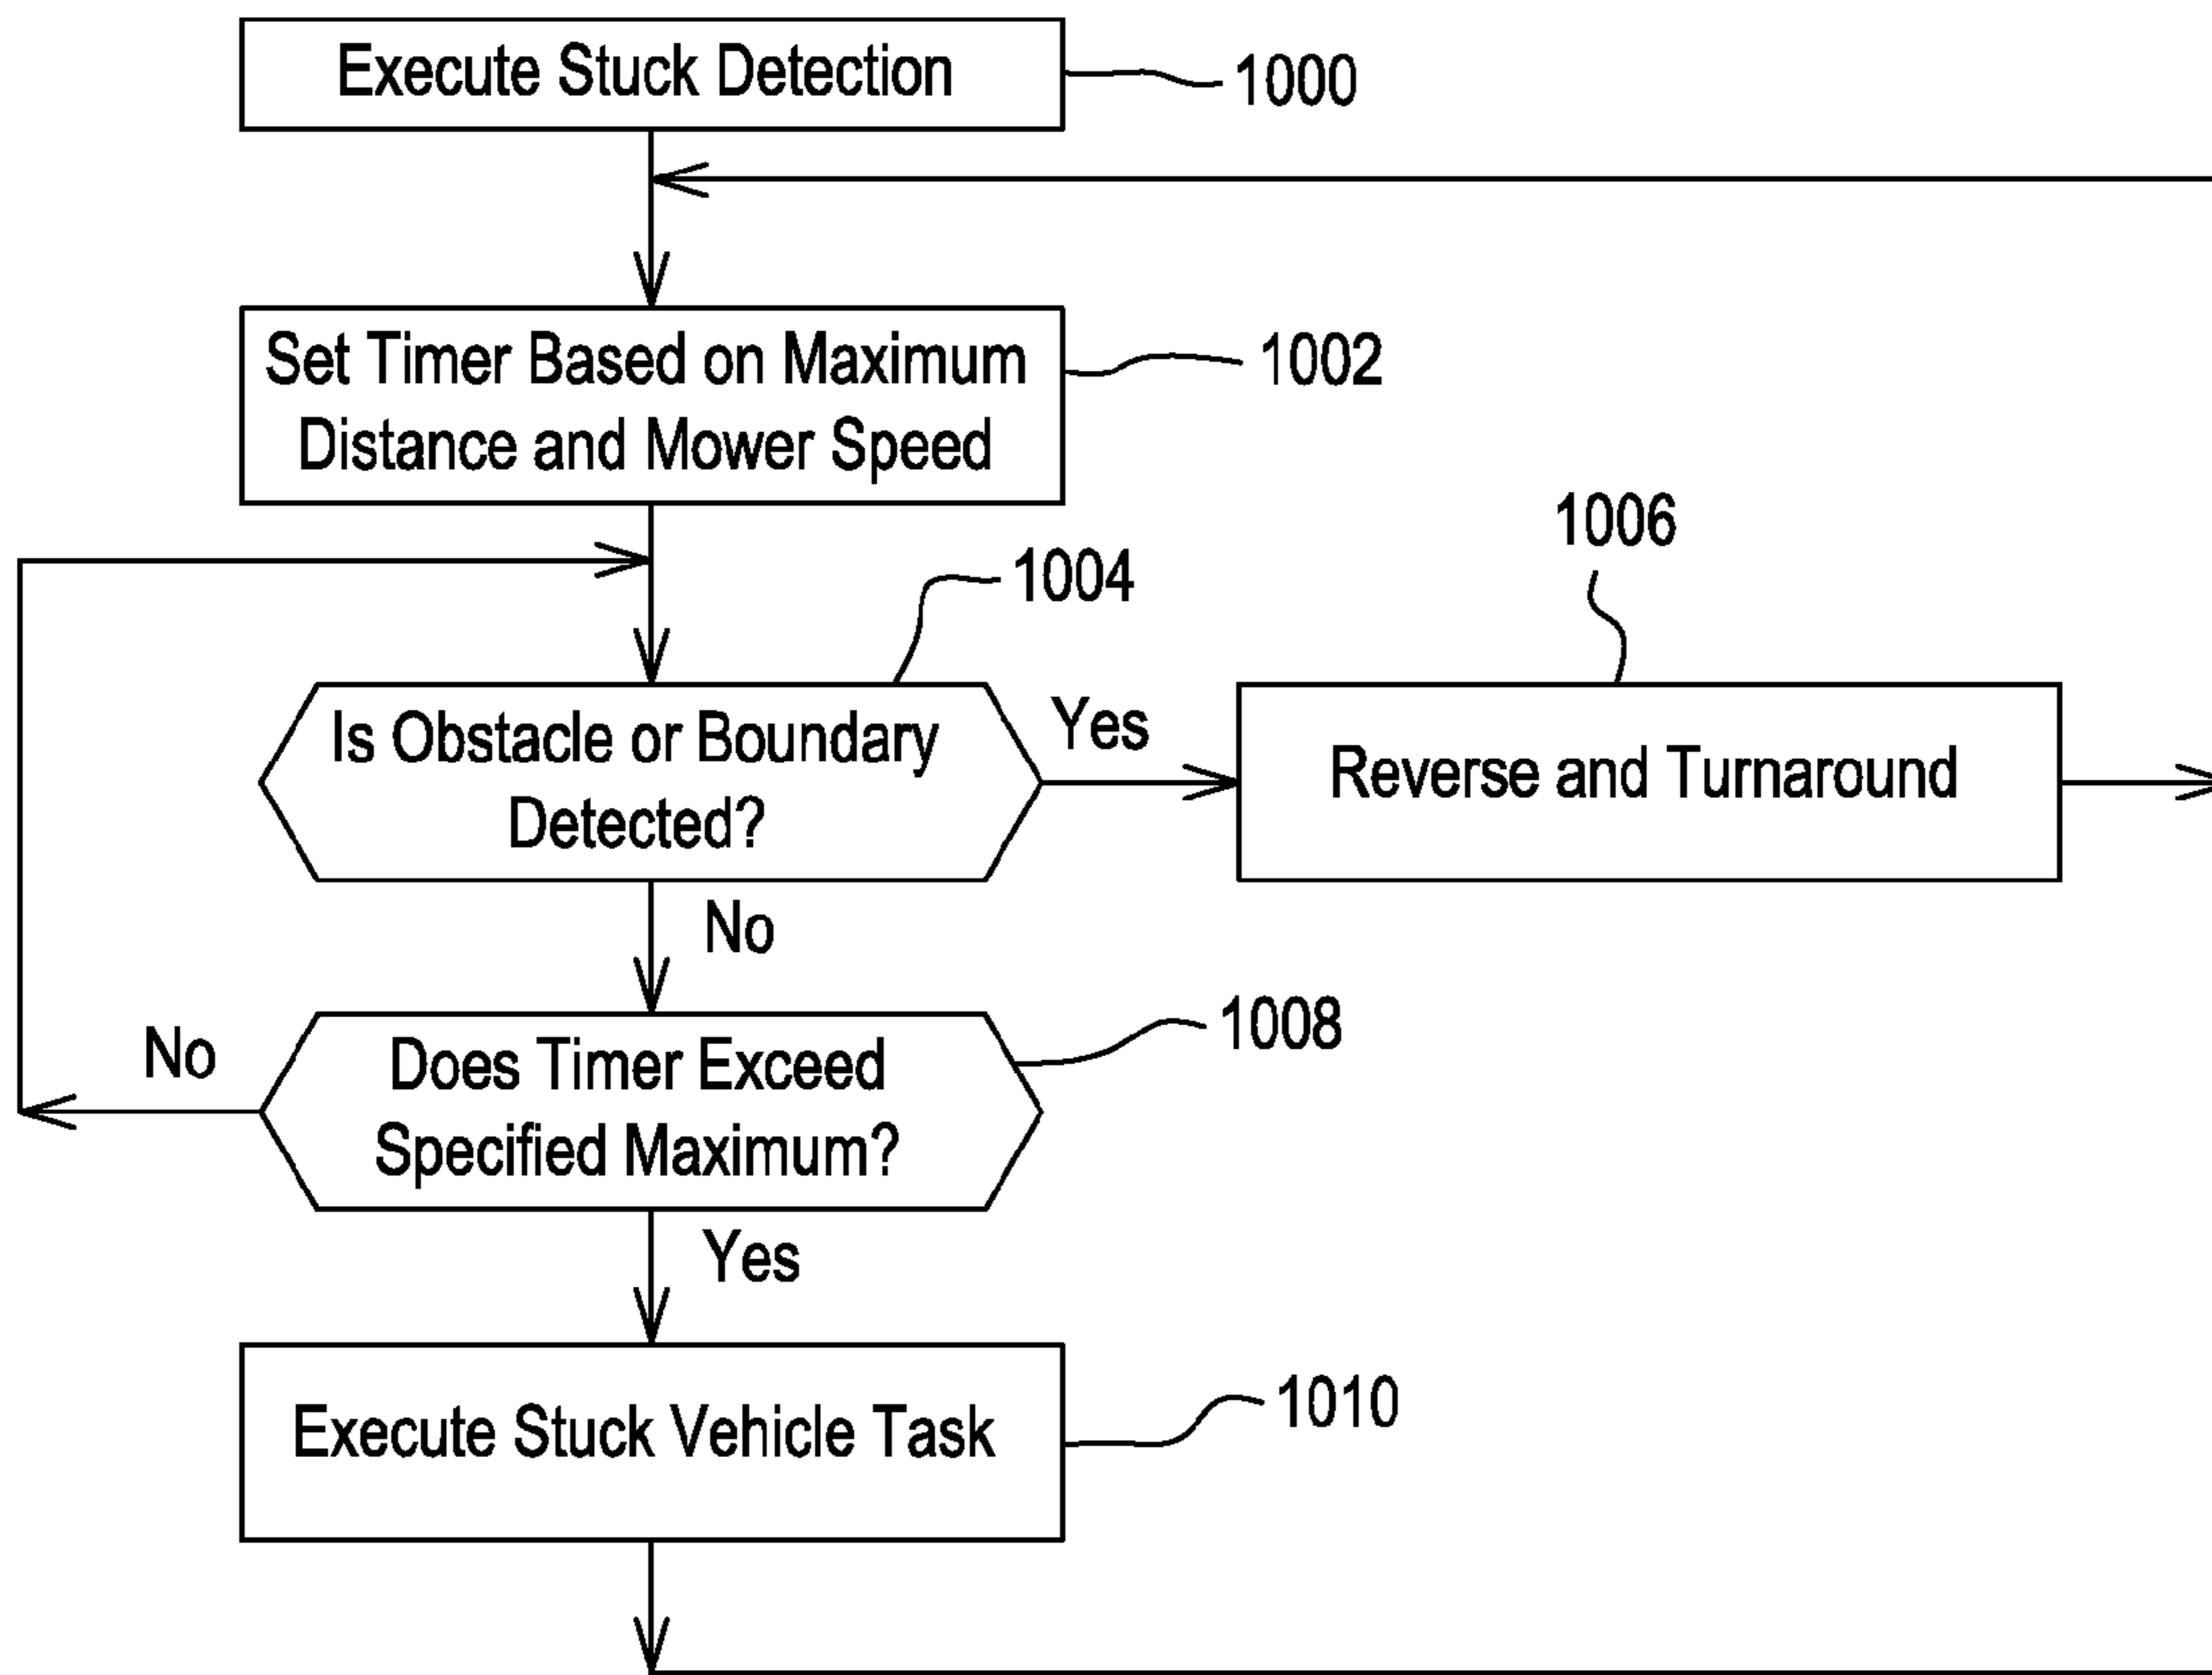 Execute Stuck Detection
1000
Set Timer Based on Maximum
Distance and Mower Speed
1002
1004
1006
Is Obstacle or Boundary
Detected?
Yes
Reverse and Turnaround
No
No
Does Timer Exceed
Specified Maximum?
1008
Yes
Execute Stuck Vehicle Task
1010